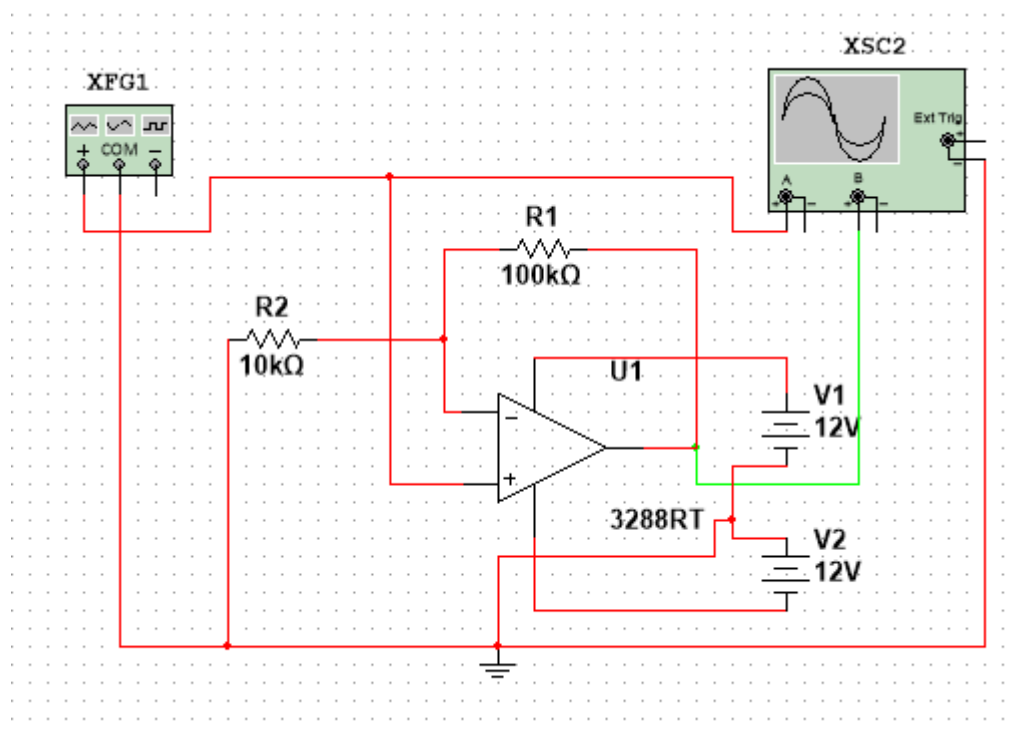 XSC2
XFG1
Ext Trig
+
−
+ COM −
A
B
+ − + −
R1
100kΩ
R2
10kΩ
U1
−
+
3288RT
V1
12V
V2
12V